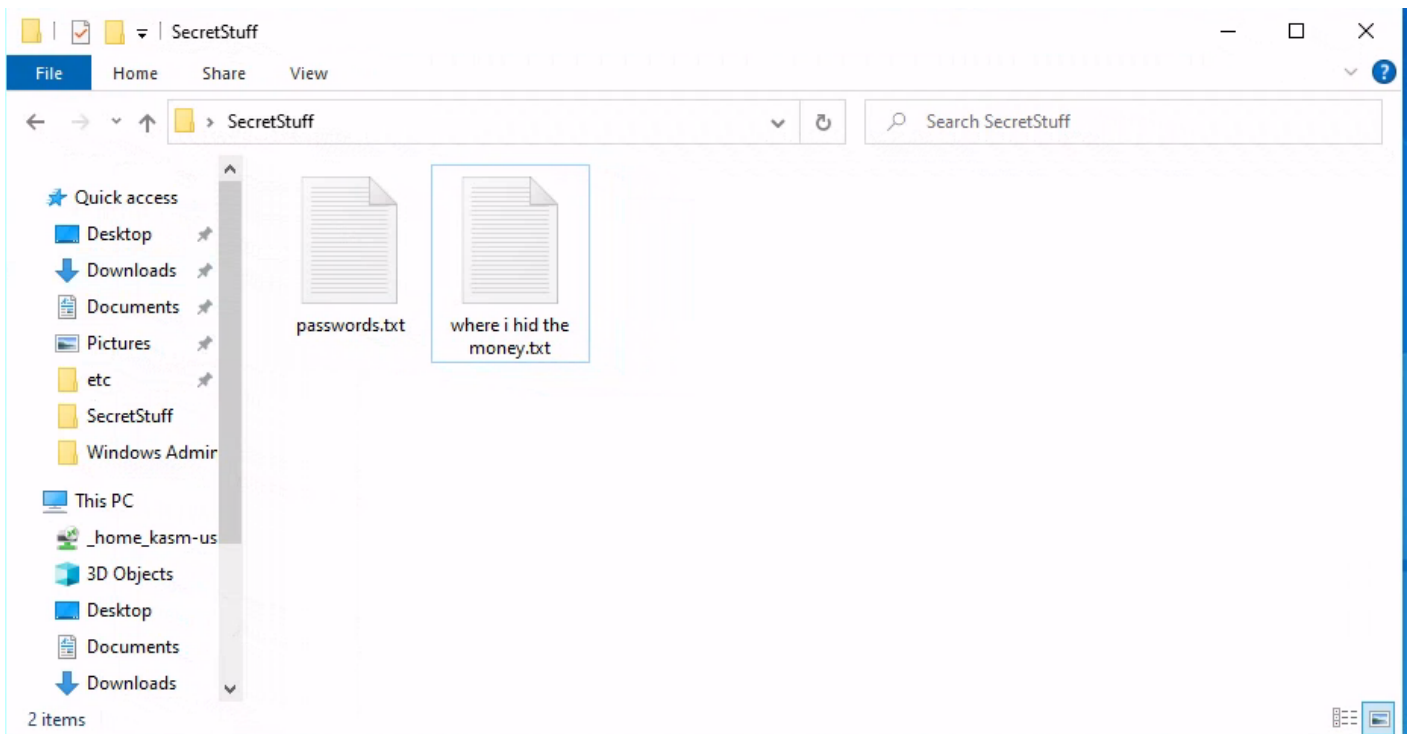 SecretStuff
File Home Share View
SecretStuff
Search SecretStuff
Quick access
Desktop
Downloads
Documents
Pictures
etc
SecretStuff
Windows Admin
This PC
_home_kasm-us
3D Objects
Desktop
Documents
Downloads
passwords.txt
where i hid the
money.txt
2 items